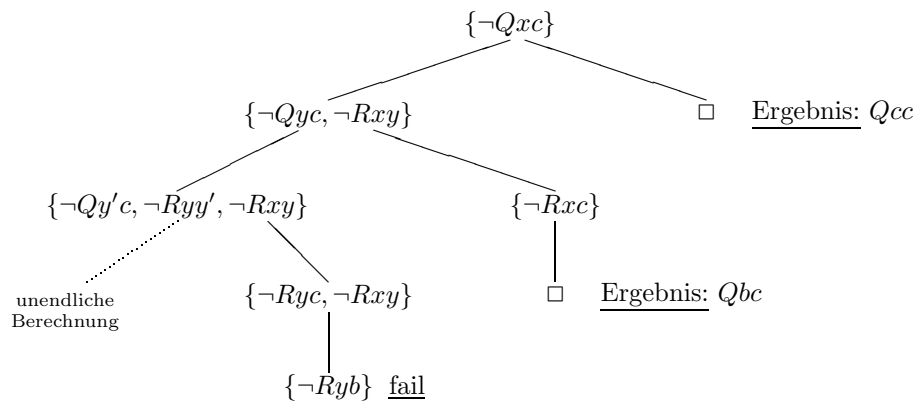 {¬Qxc}
{¬Qyc, ¬Rxy}
□ Ergebnis: Qcc
{¬Qy′c, ¬Ryy′, ¬Rxy}
{¬Rxc}
unendliche
Berechnung
{¬Ryc, ¬Rxy}
□ Ergebnis: Qbc
{¬Ryb} fail